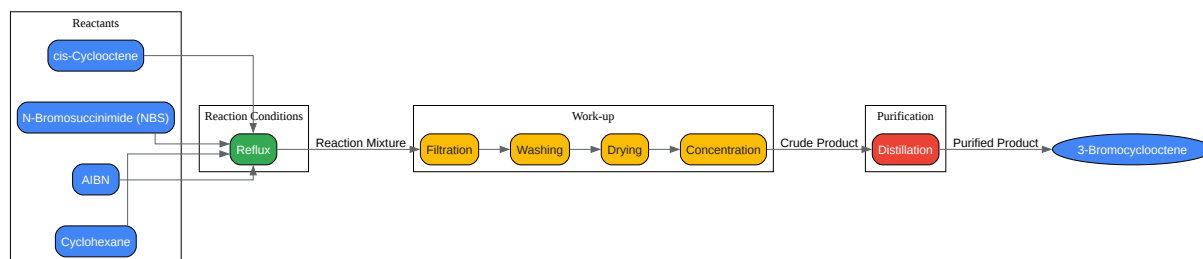 Reactants
cis-Cyclooctene
N-Bromosuccinimide (NBS)
AIBN
Cyclohexane
Reaction Conditions
Reflux
Reaction Mixture
Work-up
Filtration
Washing
Drying
Concentration
Crude Product
Purification
Distillation
Purified Product
3-Bromocyclooctene